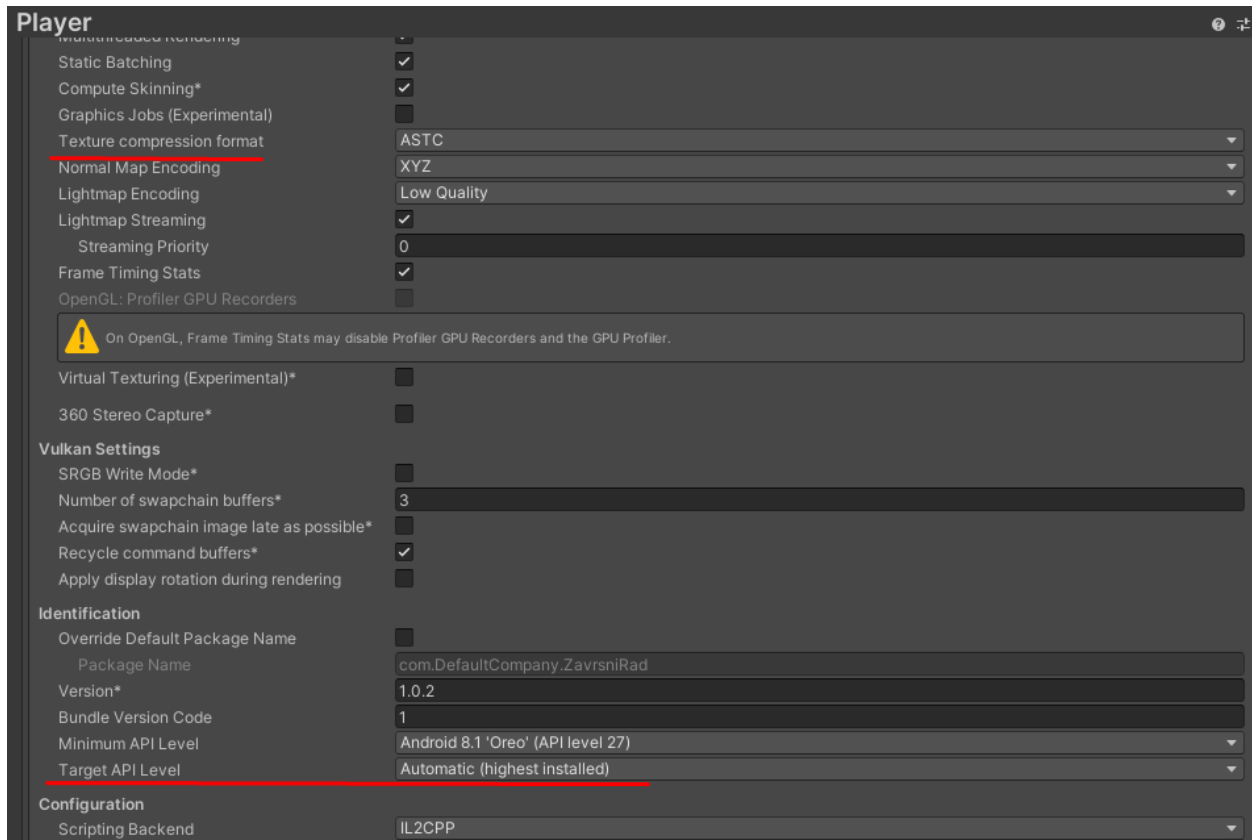 Player
Multithreaded Rendering
Static Batching
Compute Skinning*
Graphics Jobs (Experimental)
Texture compression format ASTC
Normal Map Encoding XYZ
Lightmap Encoding Low Quality
Lightmap Streaming
Streaming Priority 0
Frame Timing Stats
OpenGL: Profiler GPU Recorders
On OpenGL, Frame Timing Stats may disable Profiler GPU Recorders and the GPU Profiler.
Virtual Texturing (Experimental)*
360 Stereo Capture*
Vulkan Settings
SRGB Write Mode*
Number of swapchain buffers* 3
Acquire swapchain image late as possible*
Recycle command buffers*
Apply display rotation during rendering
Identification
Override Default Package Name
Package Name com.DefaultCompany.ZavrsniRad
Version* 1.0.2
Bundle Version Code 1
Minimum API Level Android 8.1 'Oreo' (API level 27)
Target API Level Automatic (highest installed)
Configuration
Scripting Backend IL2CPP